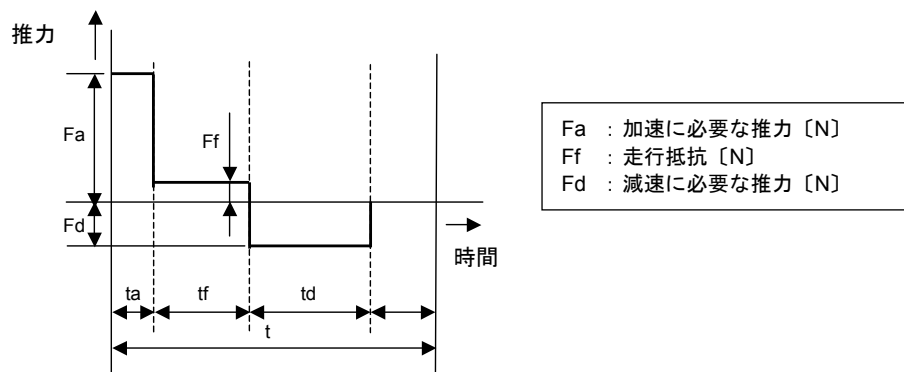 推力
Fa
Ff
Fd
時間
ta
tf
td
t
Fa : 加速に必要な推力〔N〕
Ff : 走行抵抗〔N〕
Fd : 減速に必要な推力〔N〕